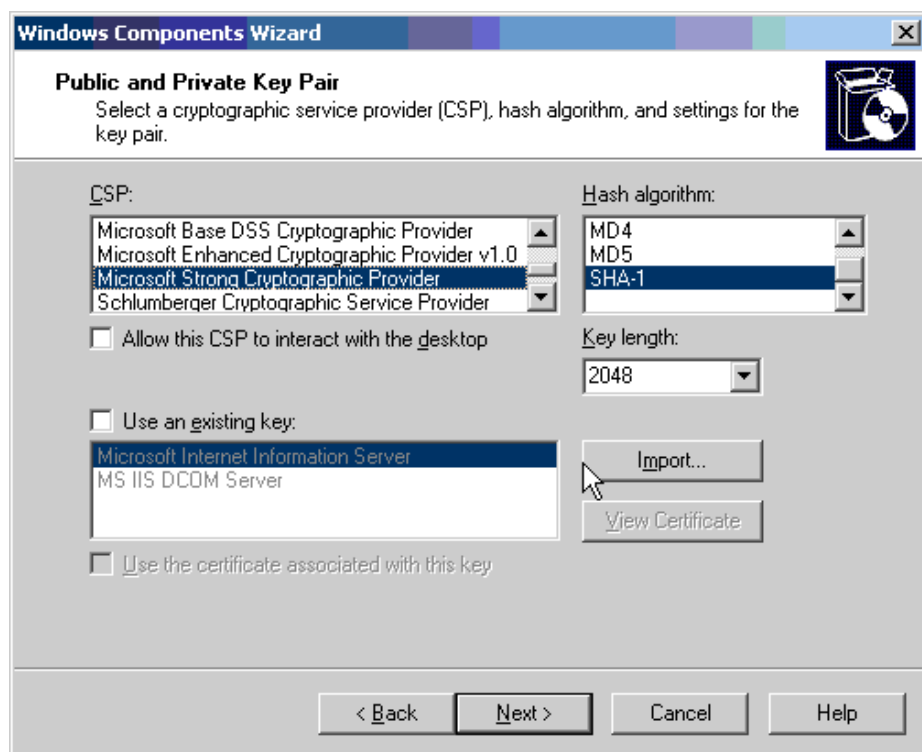 Windows Components Wizard
Public and Private Key Pair
Select a cryptographic service provider (CSP), hash algorithm, and settings for the
key pair.
CSP:
Microsoft Base DSS Cryptographic Provider
Microsoft Enhanced Cryptographic Provider v1.0
Microsoft Strong Cryptographic Provider
Schlumberger Cryptographic Service Provider
Allow this CSP to interact with the desktop
Hash algorithm:
MD4
MD5
SHA-1
Key length:
2048
Use an existing key:
Microsoft Internet Information Server
MS IIS DCOM Server
Import...
View Certificate
Use the certificate associated with this key
< Back
Next >
Cancel
Help